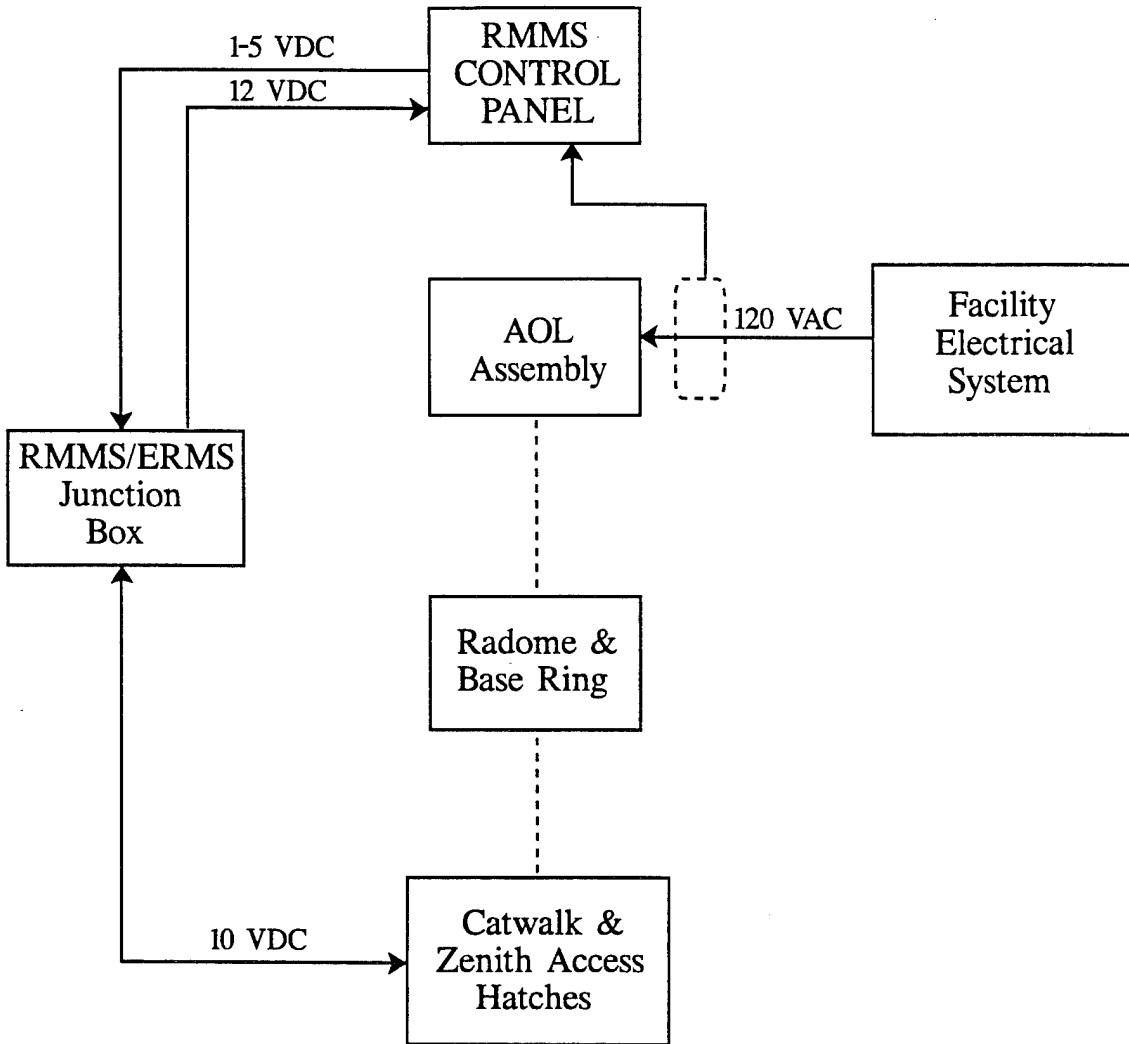 1-5 VDC
12 VDC
RMMS
CONTROL
PANEL
AOL
Assembly
120 VAC
Facility
Electrical
System
RMMS/ERMS
Junction
Box
Radome &
Base Ring
10 VDC
Catwalk &
Zenith Access
Hatches